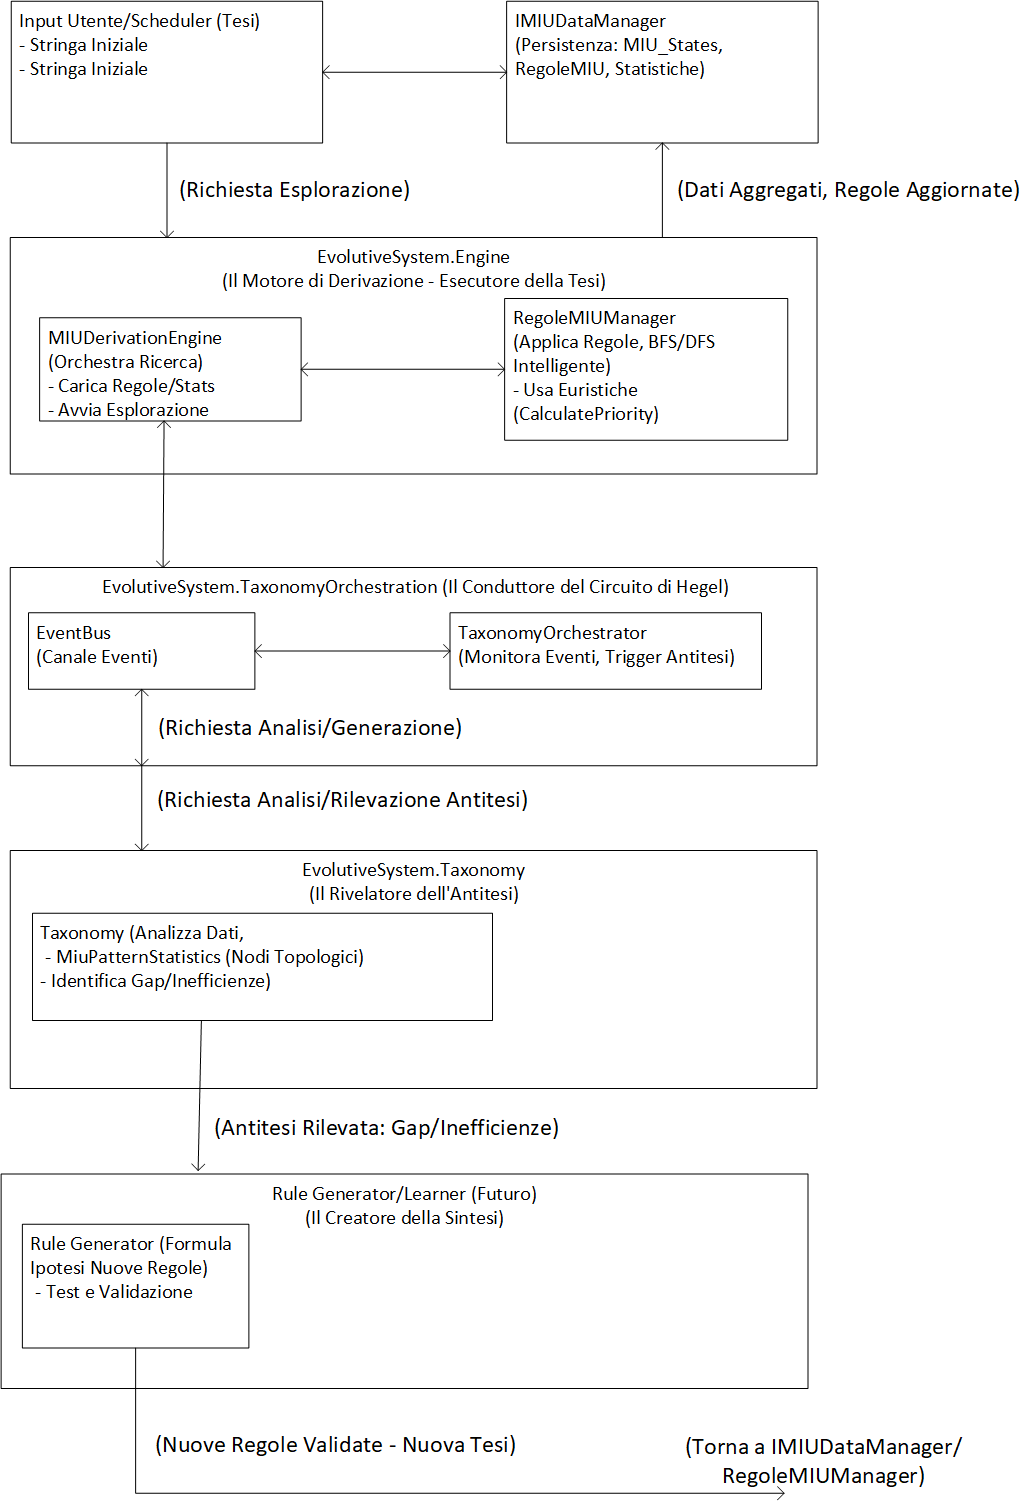 Input Utente/Scheduler (Tesi)
- Stringa Iniziale
- Stringa Iniziale
IMIUDataManager
(Persistenza: MIU_States,
RegoleMIU, Statistiche)
(Richiesta Esplorazione)
(Dati Aggregati, Regole Aggiornate)
EvolutiveSystem.Engine
(Il Motore di Derivazione - Esecutore della Tesi)
MIUDerivationEngine
(Orchestra Ricerca)
- Carica Regole/Stats
- Avvia Esplorazione
RegoleMIUManager
(Applica Regole, BFS/DFS
Intelligente)
- Usa Euristiche
(CalculatePriority)
EvolutiveSystem.TaxonomyOrchestration (Il Conduttore del Circuito di Hegel)
EventBus
(Canale Eventi)
TaxonomyOrchestrator
(Monitora Eventi, Trigger Antitesi)
(Richiesta Analisi/Generazione)
(Richiesta Analisi/Rilevazione Antitesi)
EvolutiveSystem.Taxonomy
(Il Rivelatore dell'Antitesi)
Taxonomy (Analizza Dati,
- MiuPatternStatistics (Nodi Topologici)
- Identifica Gap/Inefficienze)
(Antitesi Rilevata: Gap/Inefficienze)
Rule Generator/Learner (Futuro)
(Il Creatore della Sintesi)
Rule Generator (Formula
Ipotesi Nuove Regole)
- Test e Validazione
(Nuove Regole Validate - Nuova Tesi)
(Torna a IMIUDataManager/
RegoleMIUManager)